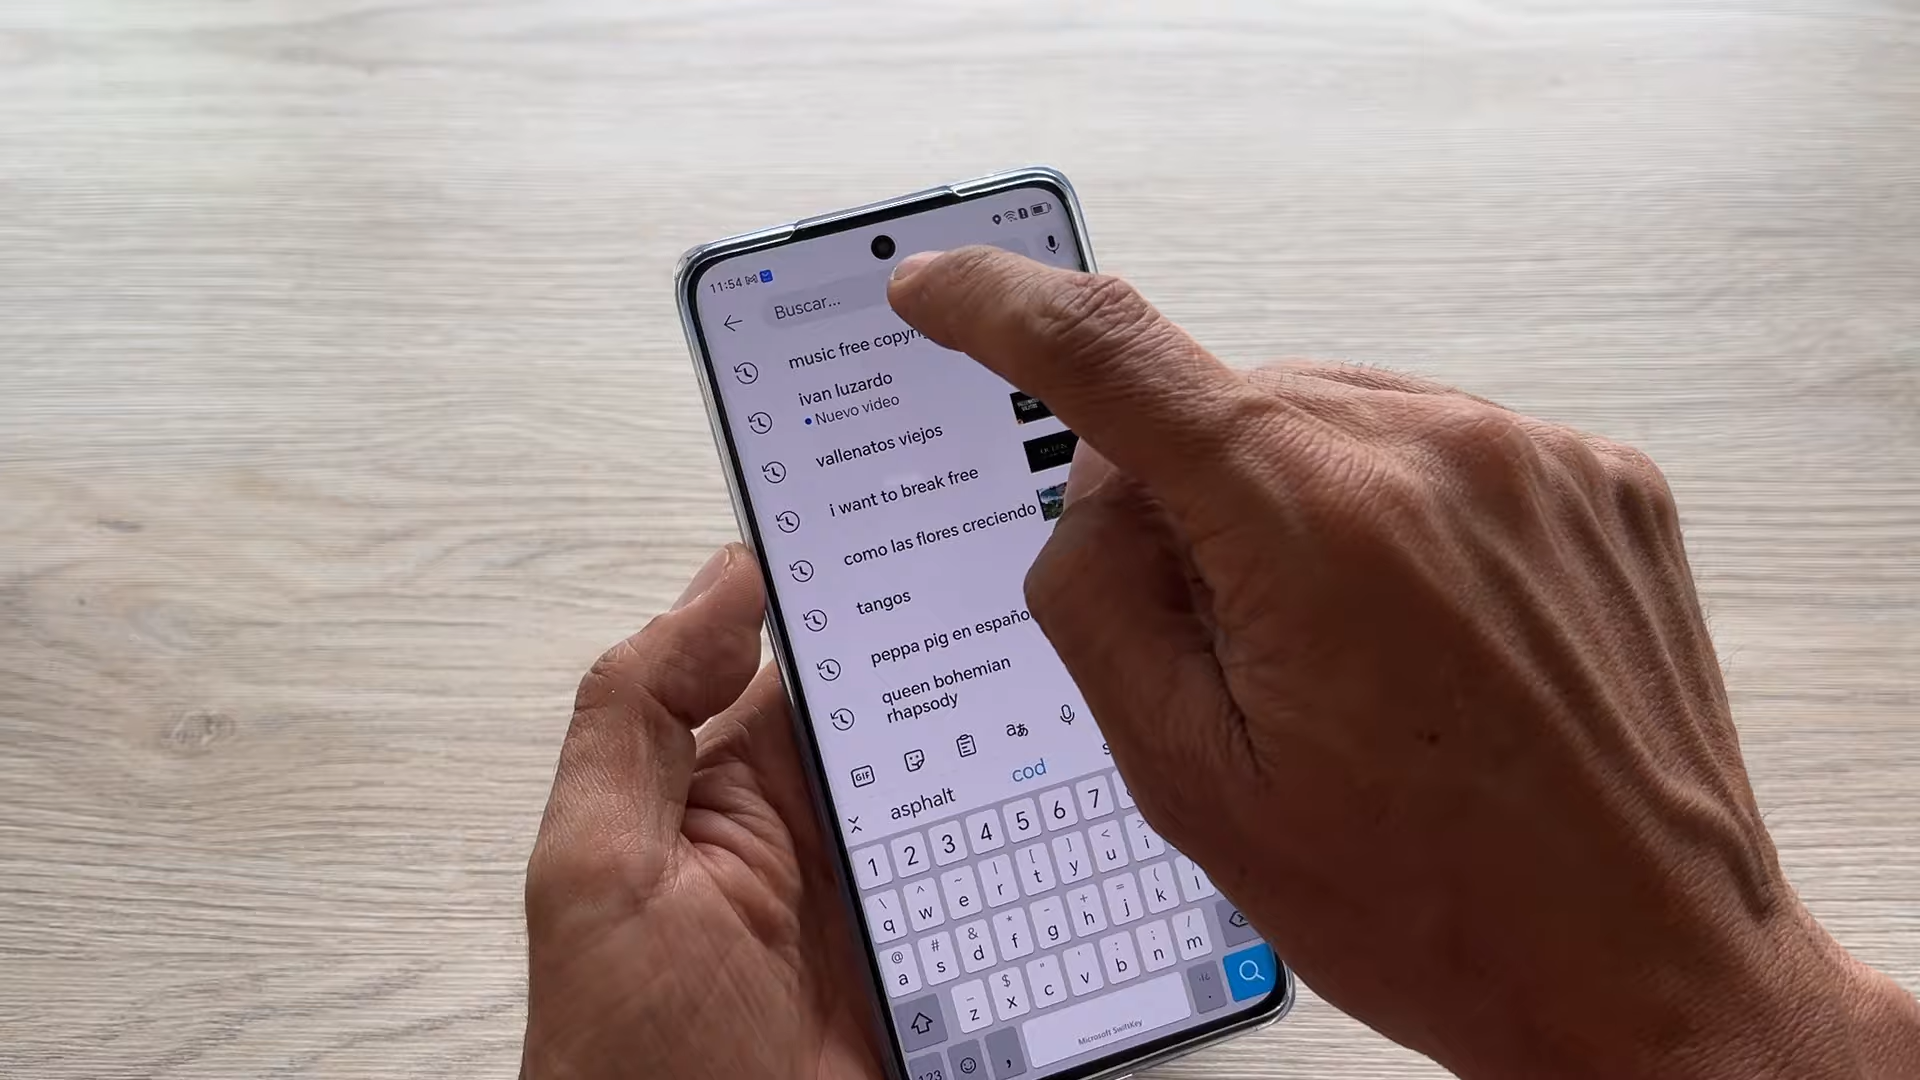 11:54
Buscar...
music free
ivan luzardo
Nuevo video
vallenatos viejos
i want to break free
como las flores creciendo
tangos
peppa pig en español
queen bohemian
rhapsody
GIF
asphalt
cod
1 2 3 4 5 6 7
\ ^ ~ | [ ] < >
q w e r t y u i
@ # & * - + = ( )
a s d f g h j k l
_ $ " ' : ; /
z x c v b n m
123 , Microsoft SwiftKey .